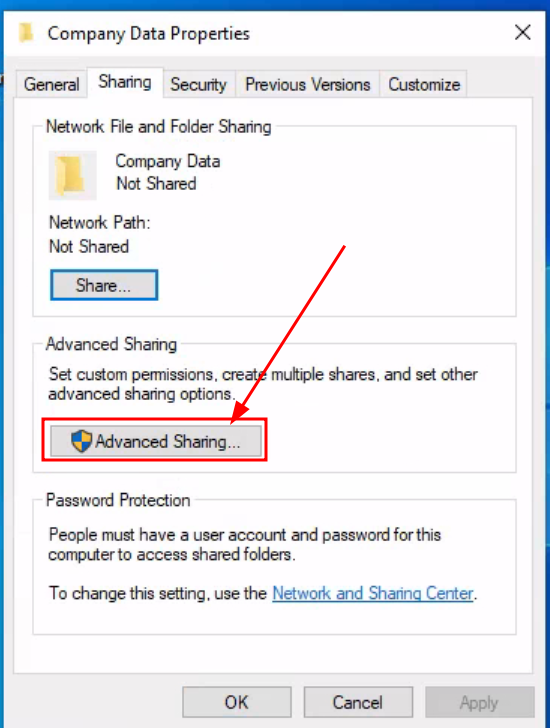 Company Data Properties
General Sharing Security Previous Versions Customize
Network File and Folder Sharing
Company Data
Not Shared
Network Path:
Not Shared
Share...
Advanced Sharing
Set custom permissions, create multiple shares, and set other
advanced sharing options.
Advanced Sharing...
Password Protection
People must have a user account and password for this
computer to access shared folders.
To change this setting, use the Network and Sharing Center.
OK Cancel Apply